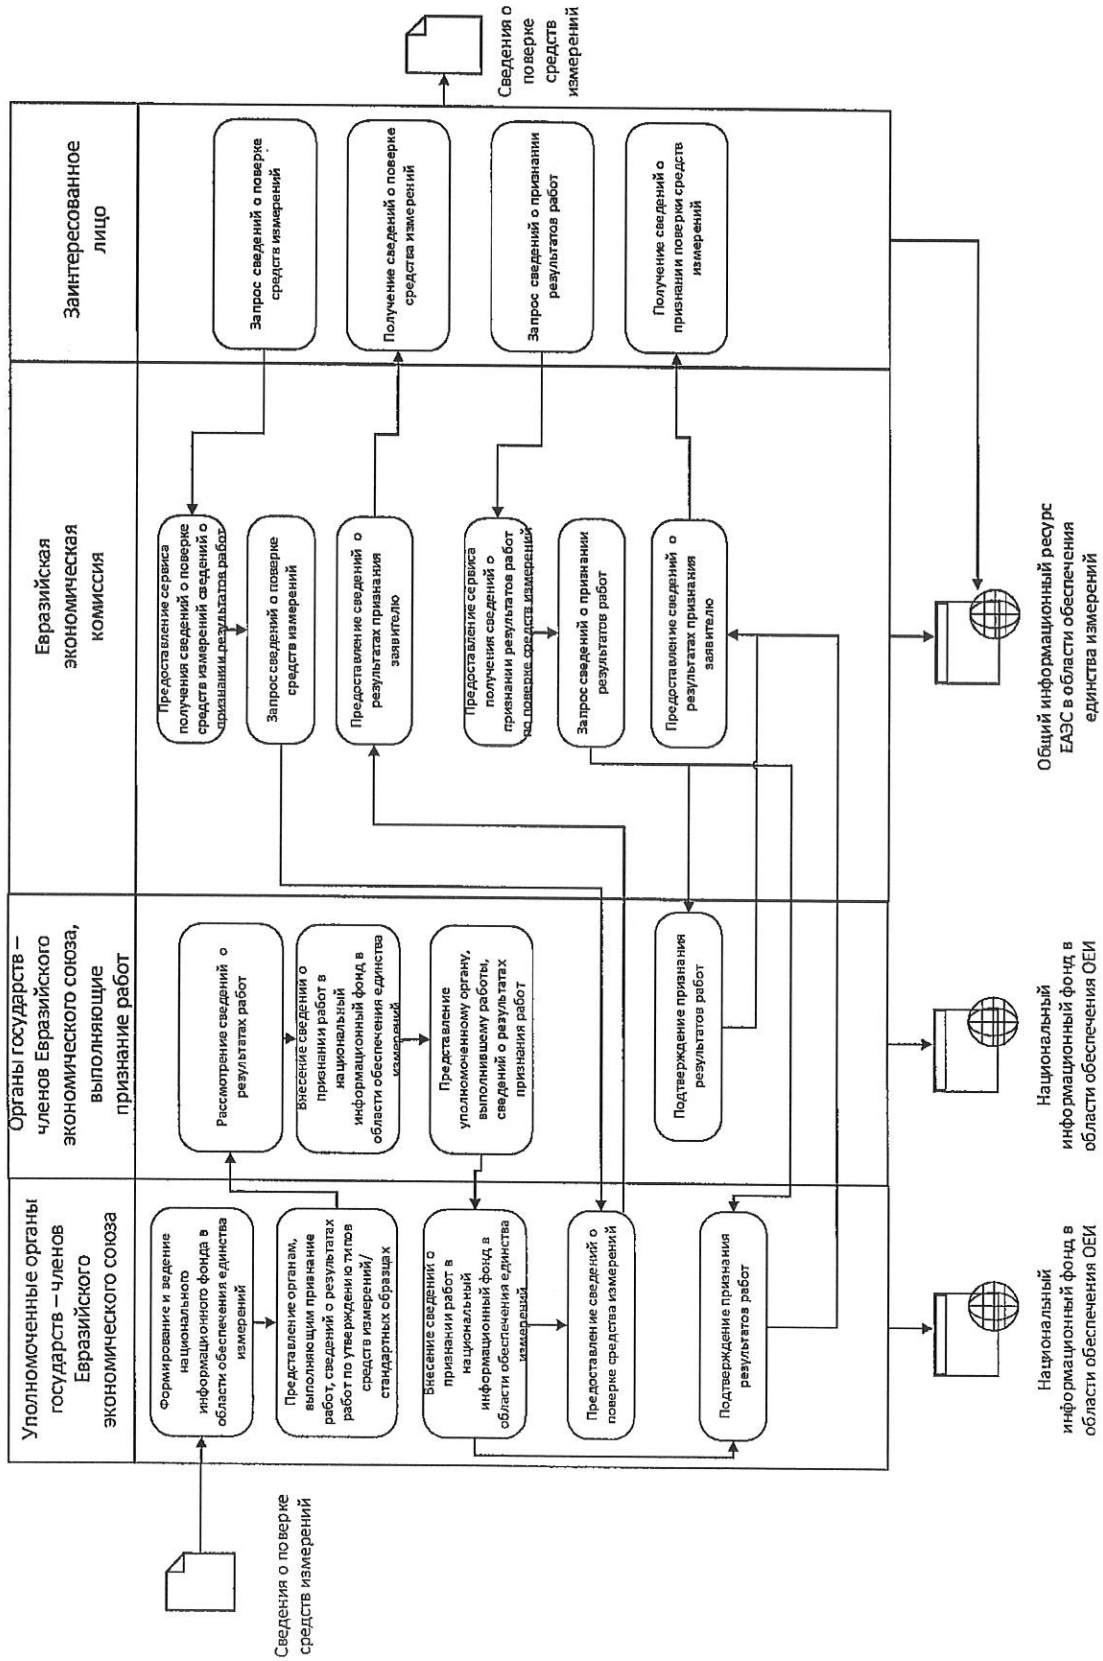 Уполномоченные органы
государств – членов
Евразийского
экономического союза
Органы государств –
членов Евразийского
экономического союза,
выполняющие
признание работ
Евразийская
экономическая
комиссия
Заинтересованное
лицо
Сведения о поверке
средств измерений
Формирование и ведение
национального
информационного фонда в
области обеспечения единства
измерений
Представление органам,
выполняющим признание
работ, сведений о результатах
работ по утверждению типов
средств измерений/
стандартных образцах
Внесение сведений о
признании работ в
национальный
информационный фонд в
области обеспечения единства
измерений
Предоставление сведений о
поверке средства измерений
Подтверждение признания
результатов работ
Рассмотрение сведений о
результатах работ
Внесение сведений о
признании работ в
национальный
информационный фонд в
области обеспечения единства
измерений
Представление
уполномоченному органу,
выполнившему работы,
сведений о результатах
признания работ
Подтверждение признания
результатов работ
Предоставление сервиса
получения сведений о поверке
средств измерений сведений о
признании результатов работ
Запрос сведений о поверке
средств измерений
Предоставление сведений о
результатах признания
заявителю
Предоставление сервиса
получения сведений о
признании результатов работ
по поверке средств измерений
Запрос сведений о признании
результатов работ
Предоставление сведений о
результатах признания
заявителю
Запрос сведений о поверке
средств измерений
Получение сведений о поверке
средства измерений
Запрос сведений о признании
результатов работ
Получение сведений о
признании поверки средств
измерений
Сведения о
поверке
средств
измерений
Национальный
информационный фонд в
области обеспечения ОЕИ
Национальный
информационный фонд в
области обеспечения ОЕИ
Общий информационный ресурс
ЕАЭС в области обеспечения
единства измерений